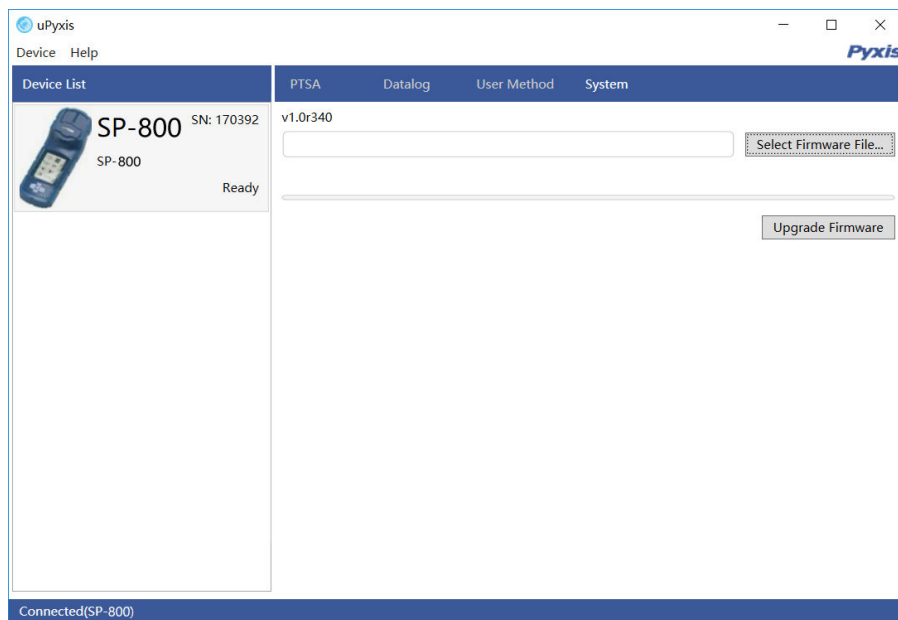 uPyxis
Device Help
Pyxis
Device List
PTSA Datalog User Method System
SP-800 SN: 170392
SP-800
Ready
v1.0r340
Select Firmware File...
Upgrade Firmware
Connected(SP-800)